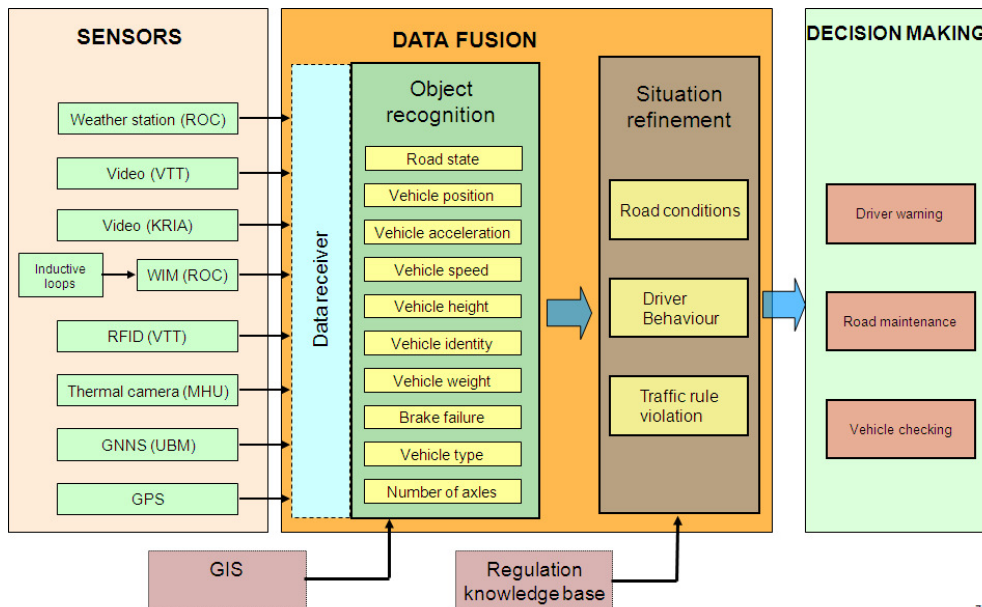 SENSORS
Weather station (ROC)
Video (VTT)
Video (KRIA)
Inductive
loops
WIM (ROC)
RFID (VTT)
Thermal camera (MHU)
GNNS (UBM)
GPS
DATA FUSION
Data receiver
Object
recognition
Road state
Vehicle position
Vehicle acceleration
Vehicle speed
Vehicle height
Vehicle identity
Vehicle weight
Brake failure
Vehicle type
Number of axles
Situation
refinement
Road conditions
Driver
Behaviour
Traffic rule
violation
DECISION MAKING
Driver warning
Road maintenance
Vehicle checking
GIS
Regulation
knowledge base